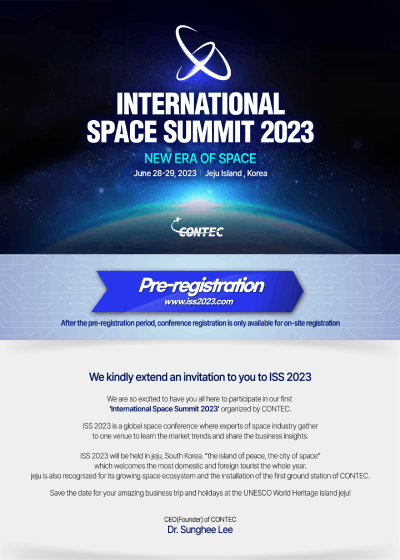 INTERNATIONAL
SPACE SUMMIT 2023
NEW ERA OF SPACE
June 28-29, 2023 | Jeju Island , Korea
CONTEC
Pre-registration
www.iss2023.com
After the pre-registration period, conference registration is only available for on-site registration
We kindly extend an invitation to you to ISS 2023
We are so excited to have you all here to participate in our first
'International Space Summit 2023' organized by CONTEC.
ISS 2023 is a global space conference where experts of space industry gather
to one venue to learn the market trends and share the business insights.
ISS 2023 will be held in jeju, South Korea. "the island of peace, the city of space"
which welcomes the most domestic and foreign tourist the whole year.
jeju is also recognized for its growing space ecosystem and the installation of the first ground station of CONTEC.
Save the date for your amazing business trip and holidays at the UNESCO World Heritage island jeju!
CEO(Founder) of CONTEC
Dr. Sunghee Lee